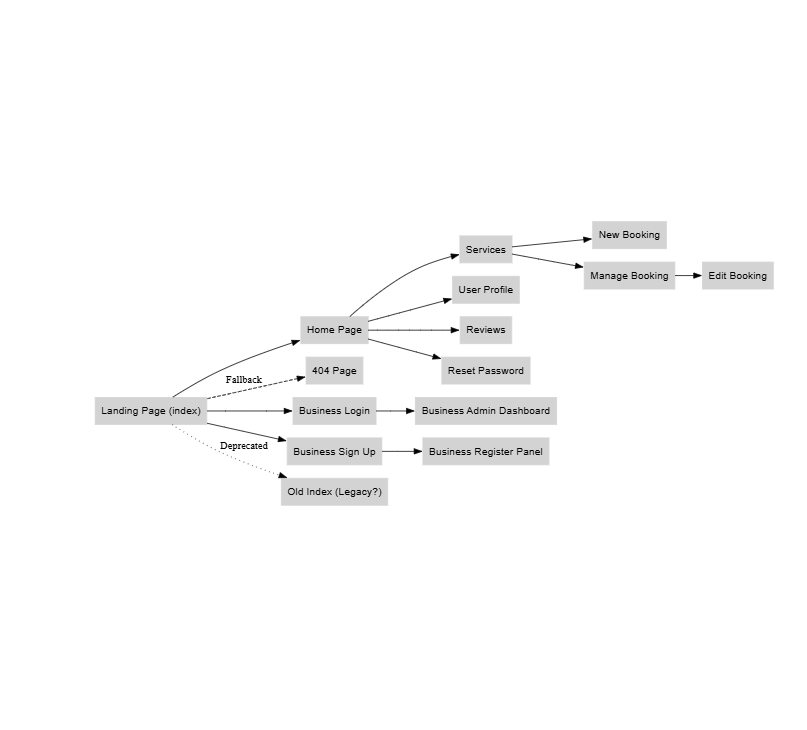 New Booking
Services
Manage Booking
Edit Booking
User Profile
Home Page
Reviews
404 Page
Reset Password
Fallback
Landing Page (index)
Business Login
Business Admin Dashboard
Deprecated
Business Sign Up
Business Register Panel
Old Index (Legacy?)